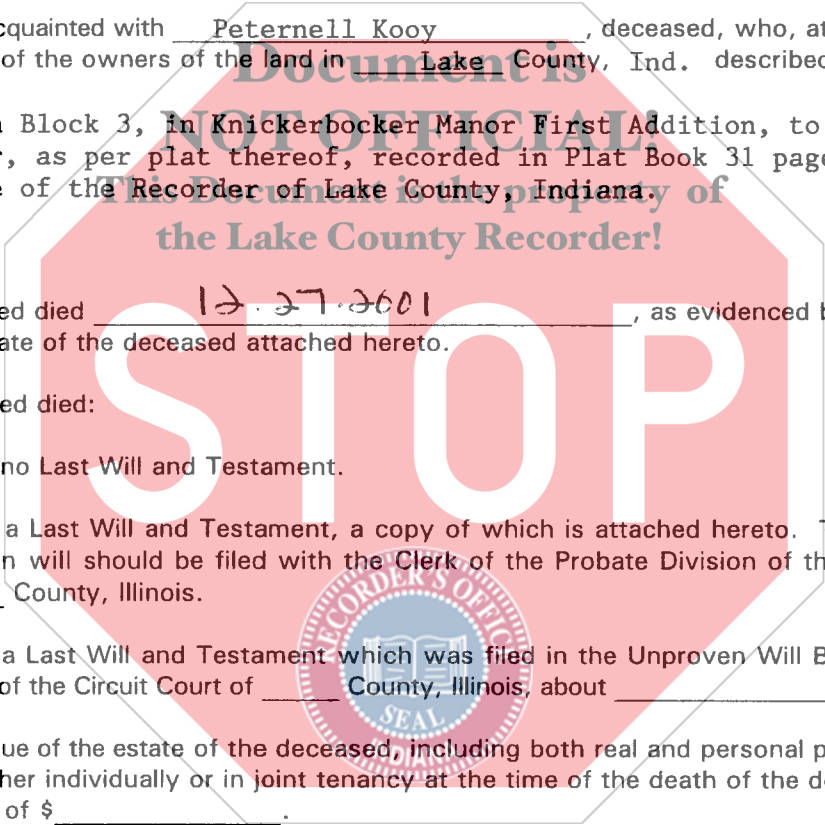 cquainted with Peternell Kooy, deceased, who, at
of the owners of the land in Lake County, Ind. described
Document is
NOT OFFICIAL!
Block 3, in Knickerbocker Manor First Addition, to
, as per plat thereof, recorded in Plat Book 31 page
of the Recorder of Lake County, Indiana.
This Document is the property of
the Lake County Recorder!
ed died 12.27.2001, as evidenced b
ate of the deceased attached hereto.
ed died:
STOP
no Last Will and Testament.
a Last Will and Testament, a copy of which is attached hereto. T
n will should be filed with the Clerk of the Probate Division of th
County, Illinois.
RECORDER'S OFFICE
SEAL
INDIANA
a Last Will and Testament which was filed in the Unproven Will B
of the Circuit Court of ______ County, Illinois, about ______
ue of the estate of the deceased, including both real and personal p
her individually or in joint tenancy at the time of the death of the de
of $______.